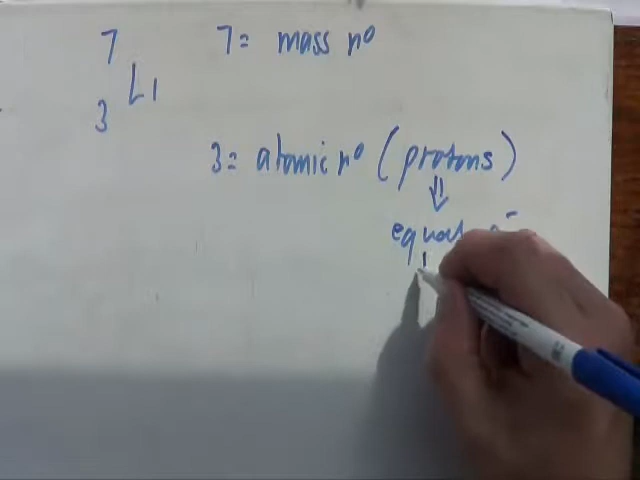 7 7= mass nº
Li
3
3= atomic nº (protons)
⇓
equal e⁻